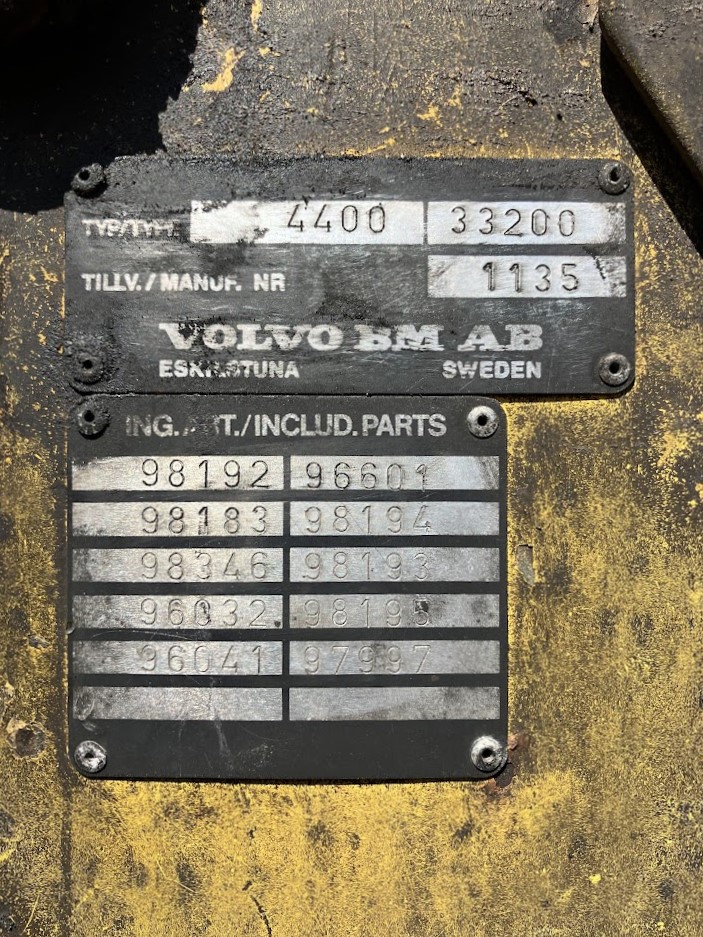 TYP/TYPE 4400 33200
TILLV./MANUF. NR 1135
VOLVO BM AB
ESKILSTUNA SWEDEN
ING. ART./INCLUD. PARTS
98192 96601
98183 98194
98346 98193
96032 98195
96041 97997